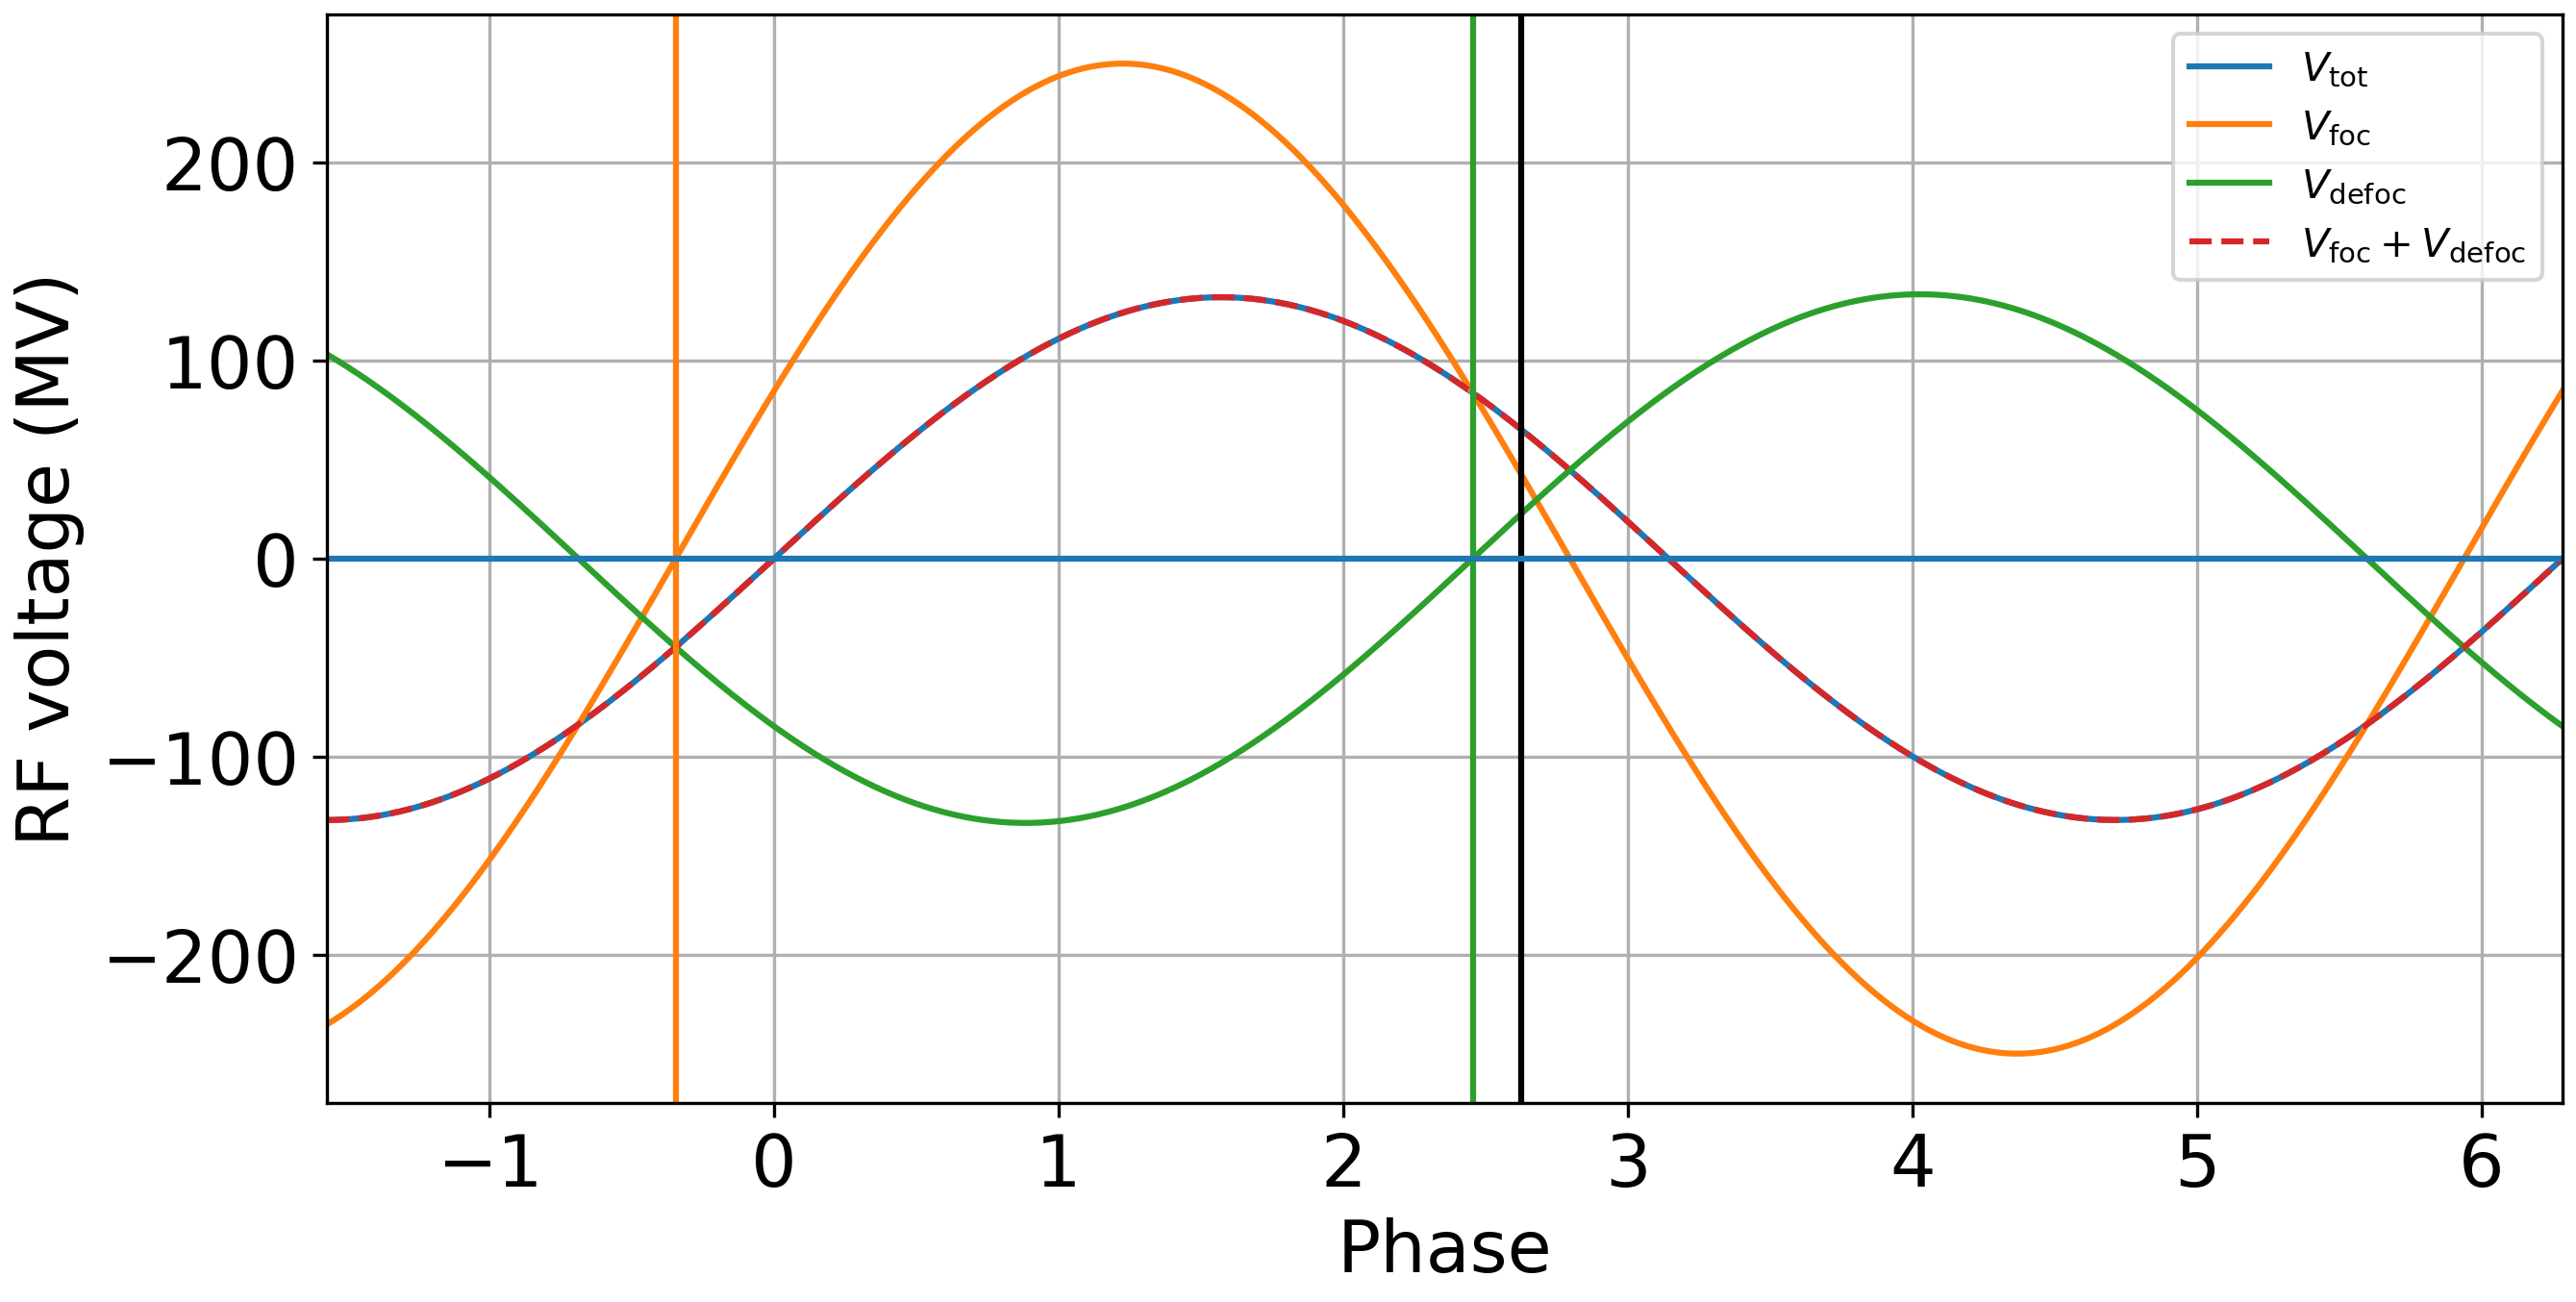 RF voltage (MV)
200
100
0
−100
−200
−1 0 1 2 3 4 5 6
Phase
V_tot
V_foc
V_defoc
V_foc + V_defoc